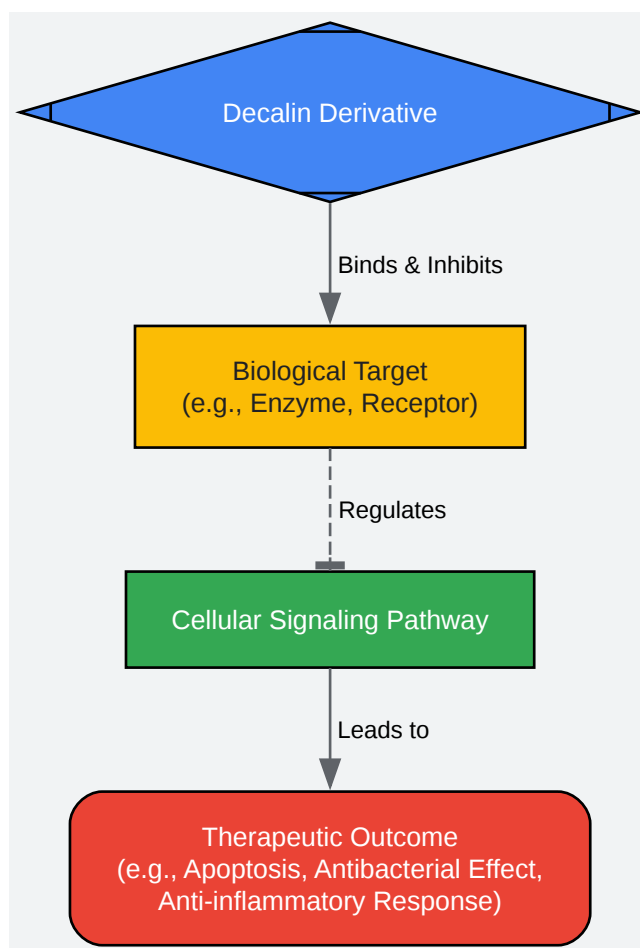 Decalin Derivative
Binds & Inhibits
Biological Target
(e.g., Enzyme, Receptor)
Regulates
Cellular Signaling Pathway
Leads to
Therapeutic Outcome
(e.g., Apoptosis, Antibacterial Effect,
Anti-inflammatory Response)